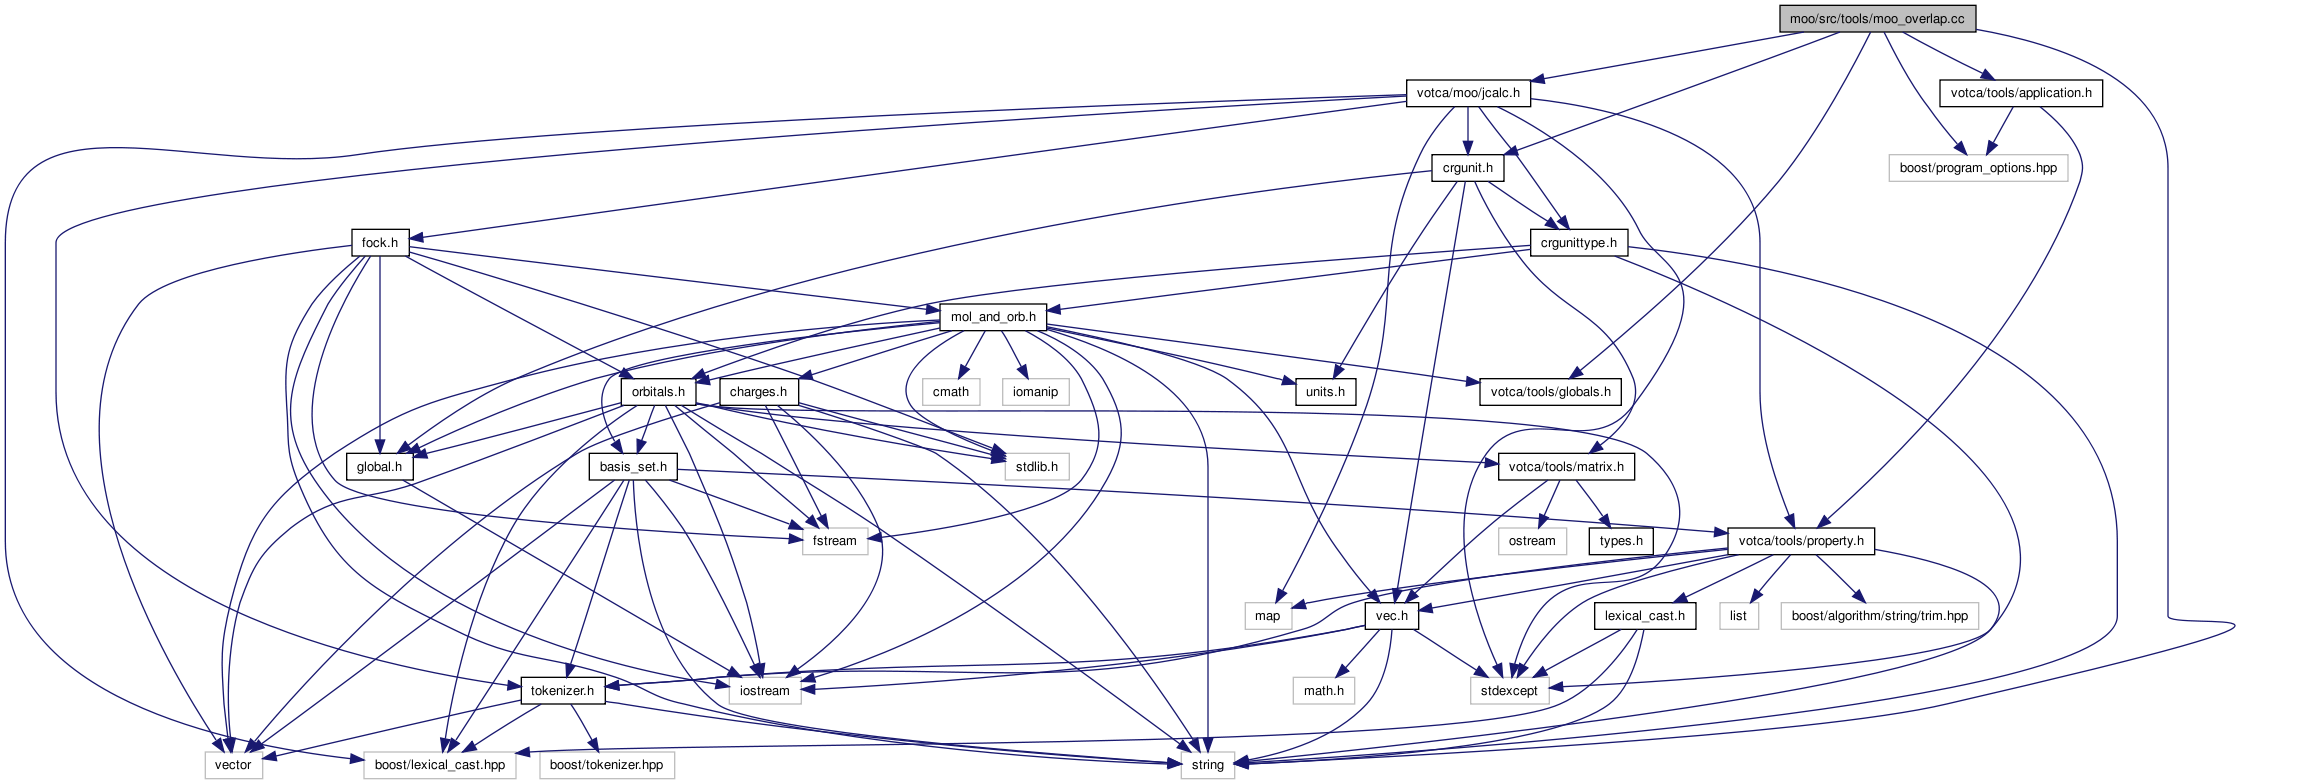 moo/src/tools/moo_overlap.cc
votca/moo/jcalc.h
votca/tools/application.h
crgunit.h
boost/program_options.hpp
fock.h
crgunittype.h
mol_and_orb.h
orbitals.h
charges.h
cmath
iomanip
units.h
votca/tools/globals.h
global.h
basis_set.h
stdlib.h
votca/tools/matrix.h
fstream
ostream
types.h
votca/tools/property.h
map
vec.h
lexical_cast.h
list
boost/algorithm/string/trim.hpp
tokenizer.h
iostream
math.h
stdexcept
vector
boost/lexical_cast.hpp
boost/tokenizer.hpp
string